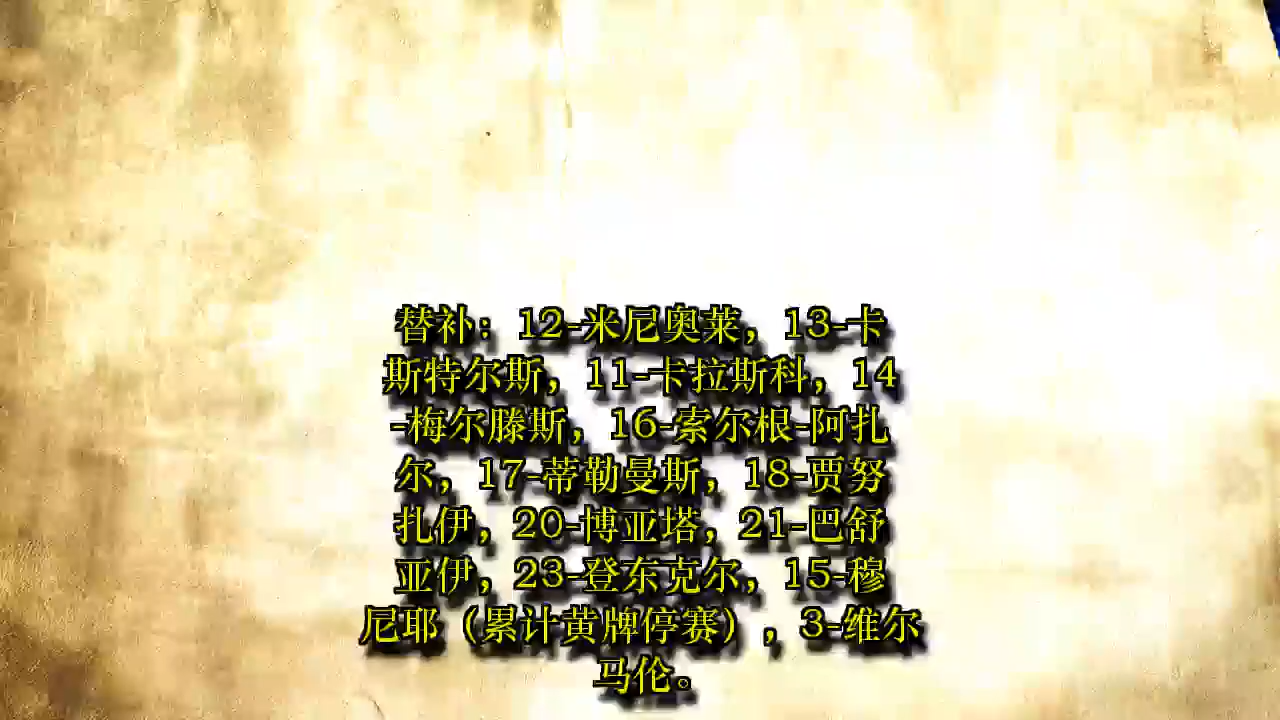 替补：12-米尼奥莱，13-卡
斯特尔斯，11-卡拉斯科，14
-梅尔滕斯，16-索尔根-阿扎
尔，17-蒂勒曼斯，18-贾努
扎伊，20-博亚塔，21-巴舒
亚伊，23-登东克尔，15-穆
尼耶（累计黄牌停赛），3-维尔
马伦。